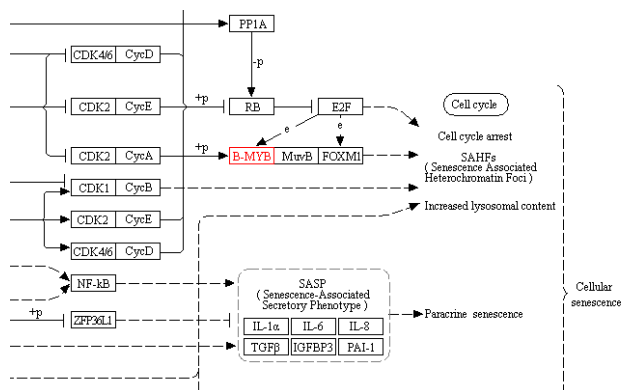 PP1A
CDK4/6 CycD
-p
+p
CDK2 CycE
RB
E2F
Cell cycle
e
e
+p
Cell cycle arrest
CDK2 CycA
B-MYB MuvB FOXM1
SAHFs
( Senescence Associated
Heterochromatin Foci )
CDK1 CycB
Increased lysosomal content
CDK2 CycE
CDK4/6 CycD
NF-kB
SASP
( Senescence-Associated
Secretory Phenotype )
Cellular
senescence
+p
ZFP36L1
Paracrine senescence
IL-1α IL-6 IL-8
TGFβ IGFBP3 PAI-1